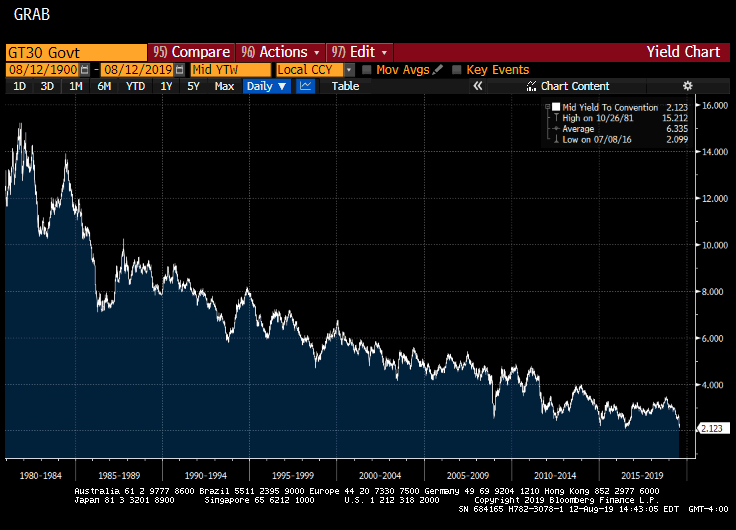 GRAB
GT30 Govt 95) Compare 96) Actions 97) Edit Yield Chart
08/12/1900 - 08/12/2019 Mid YTW Local CCY Mov Avgs Key Events
1D 3D 1M 6M YTD 1Y 5Y Max Daily ▼ Table « Chart Content
Mid Yield To Convention 2.123
High on 10/26/81 15.212
Average 6.335
Low on 07/08/16 2.099
16.000
14.000
12.000
10.000
8.000
6.000
4.000
2.123
1980-1984 1985-1989 1990-1994 1995-1999 2000-2004 2005-2009 2010-2014 2015-2019
Australia 61 2 9777 8600 Brazil 5511 2395 9000 Europe 44 20 7330 7500 Germany 49 69 9204 1210 Hong Kong 852 2977 6000
Japan 81 3 3201 8900 Singapore 65 6212 1000 U.S. 1 212 318 2000 Copyright 2019 Bloomberg Finance L.P.
SN 684165 H782-3078-1 12-Aug-19 14:43:05 EDT GMT-4:00